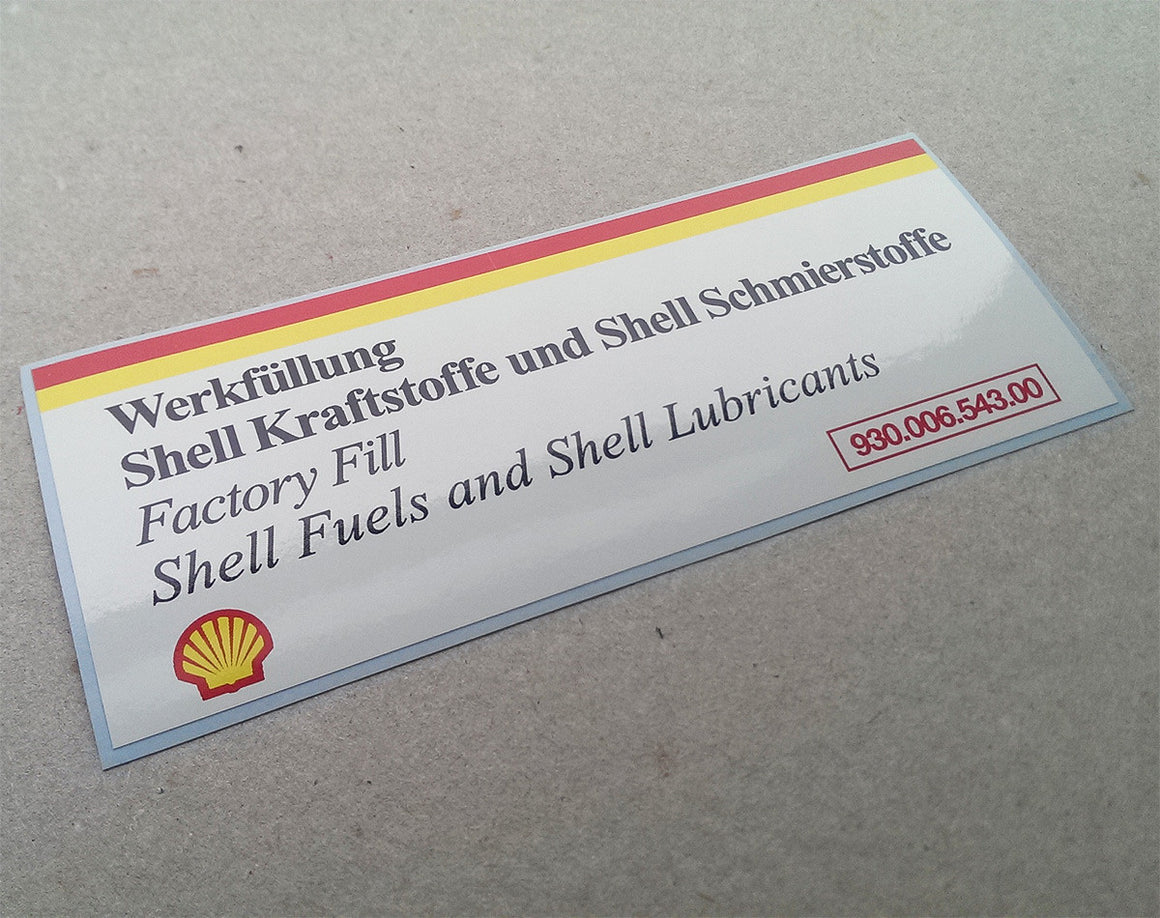 Werkfüllung
Shell Kraftstoffe und Shell Schmierstoffe
Factory Fill
Shell Fuels and Shell Lubricants
930.006.543.00